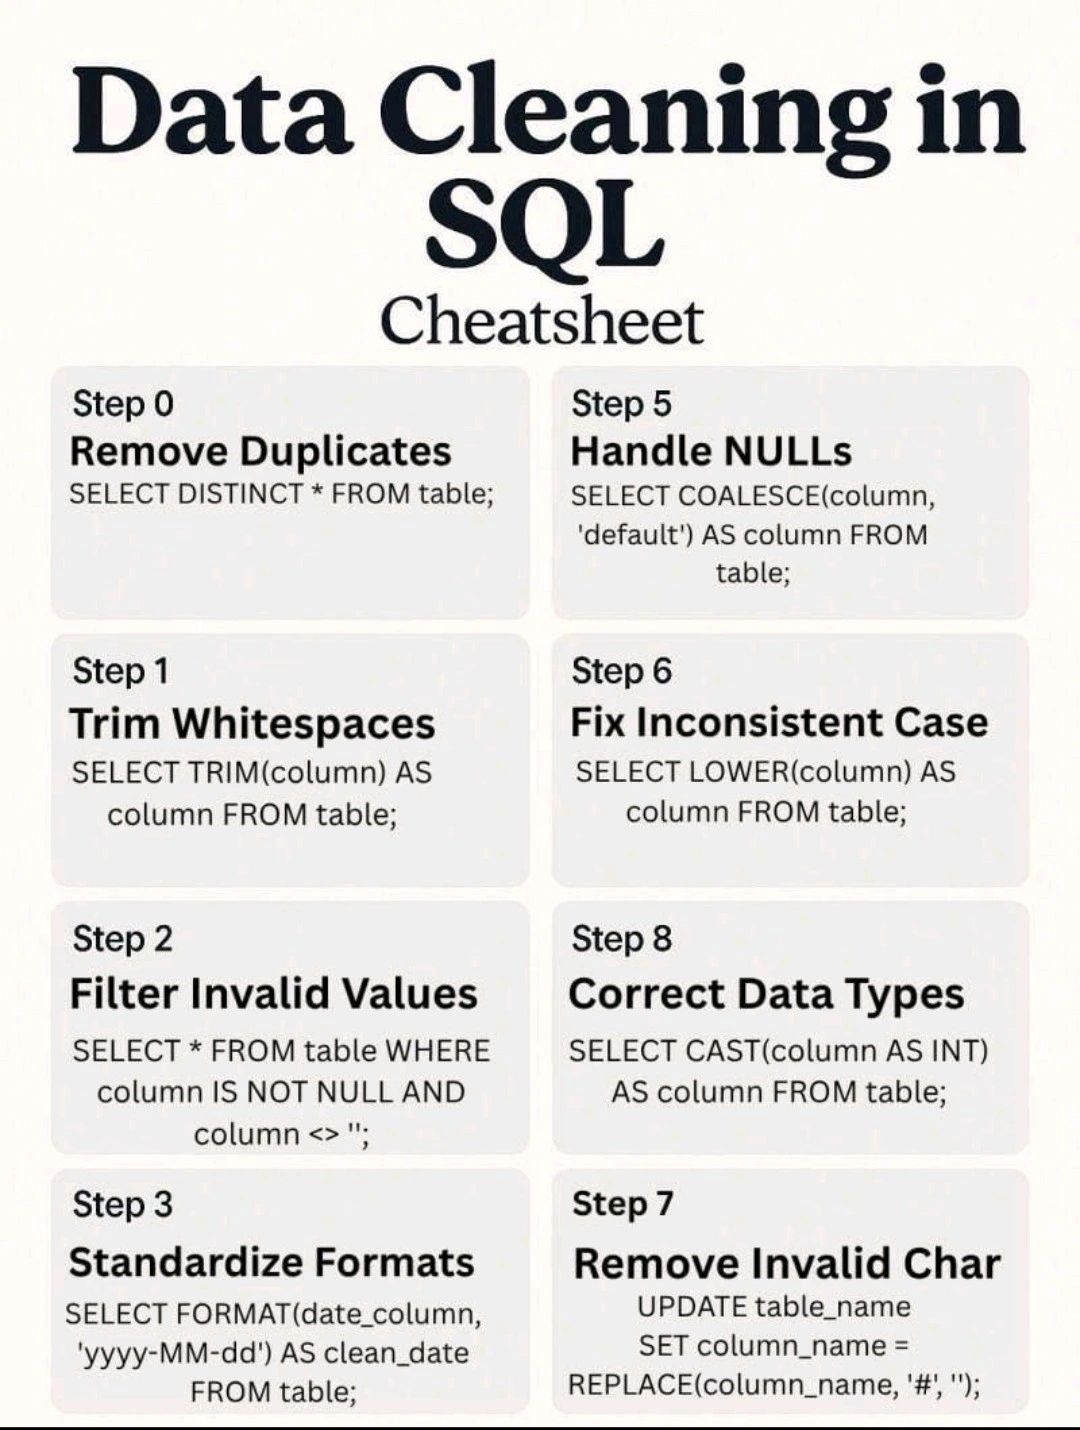 Data Cleaning in
SQL
Cheatsheet
Step 0
Remove Duplicates
SELECT DISTINCT * FROM table;
Step 1
Trim Whitespaces
SELECT TRIM(column) AS
column FROM table;
Step 2
Filter Invalid Values
SELECT * FROM table WHERE
column IS NOT NULL AND
column <> '';
Step 3
Standardize Formats
SELECT FORMAT(date_column,
'yyyy-MM-dd') AS clean_date
FROM table;
Step 5
Handle NULLs
SELECT COALESCE(column,
'default') AS column FROM
table;
Step 6
Fix Inconsistent Case
SELECT LOWER(column) AS
column FROM table;
Step 8
Correct Data Types
SELECT CAST(column AS INT)
AS column FROM table;
Step 7
Remove Invalid Char
UPDATE table_name
SET column_name =
REPLACE(column_name, '#', '');